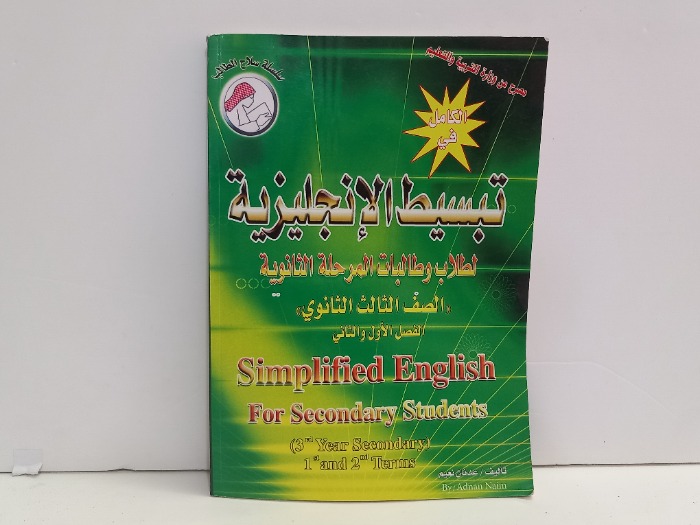 سلسلة سلاح الطالب
مصرح من وزارة التربية والتعليم
الكامل
في
تبسيط الإنجليزية
لطلاب وطالبات المرحلة الثانوية
«الصف الثالث الثانوي»
الفصل الأول والثاني
Simplified English
For Secondary Students
(3rd Year Secondary)
1st and 2nd Terms
تأليف / عدنان نعيم
By: Adnan Naim